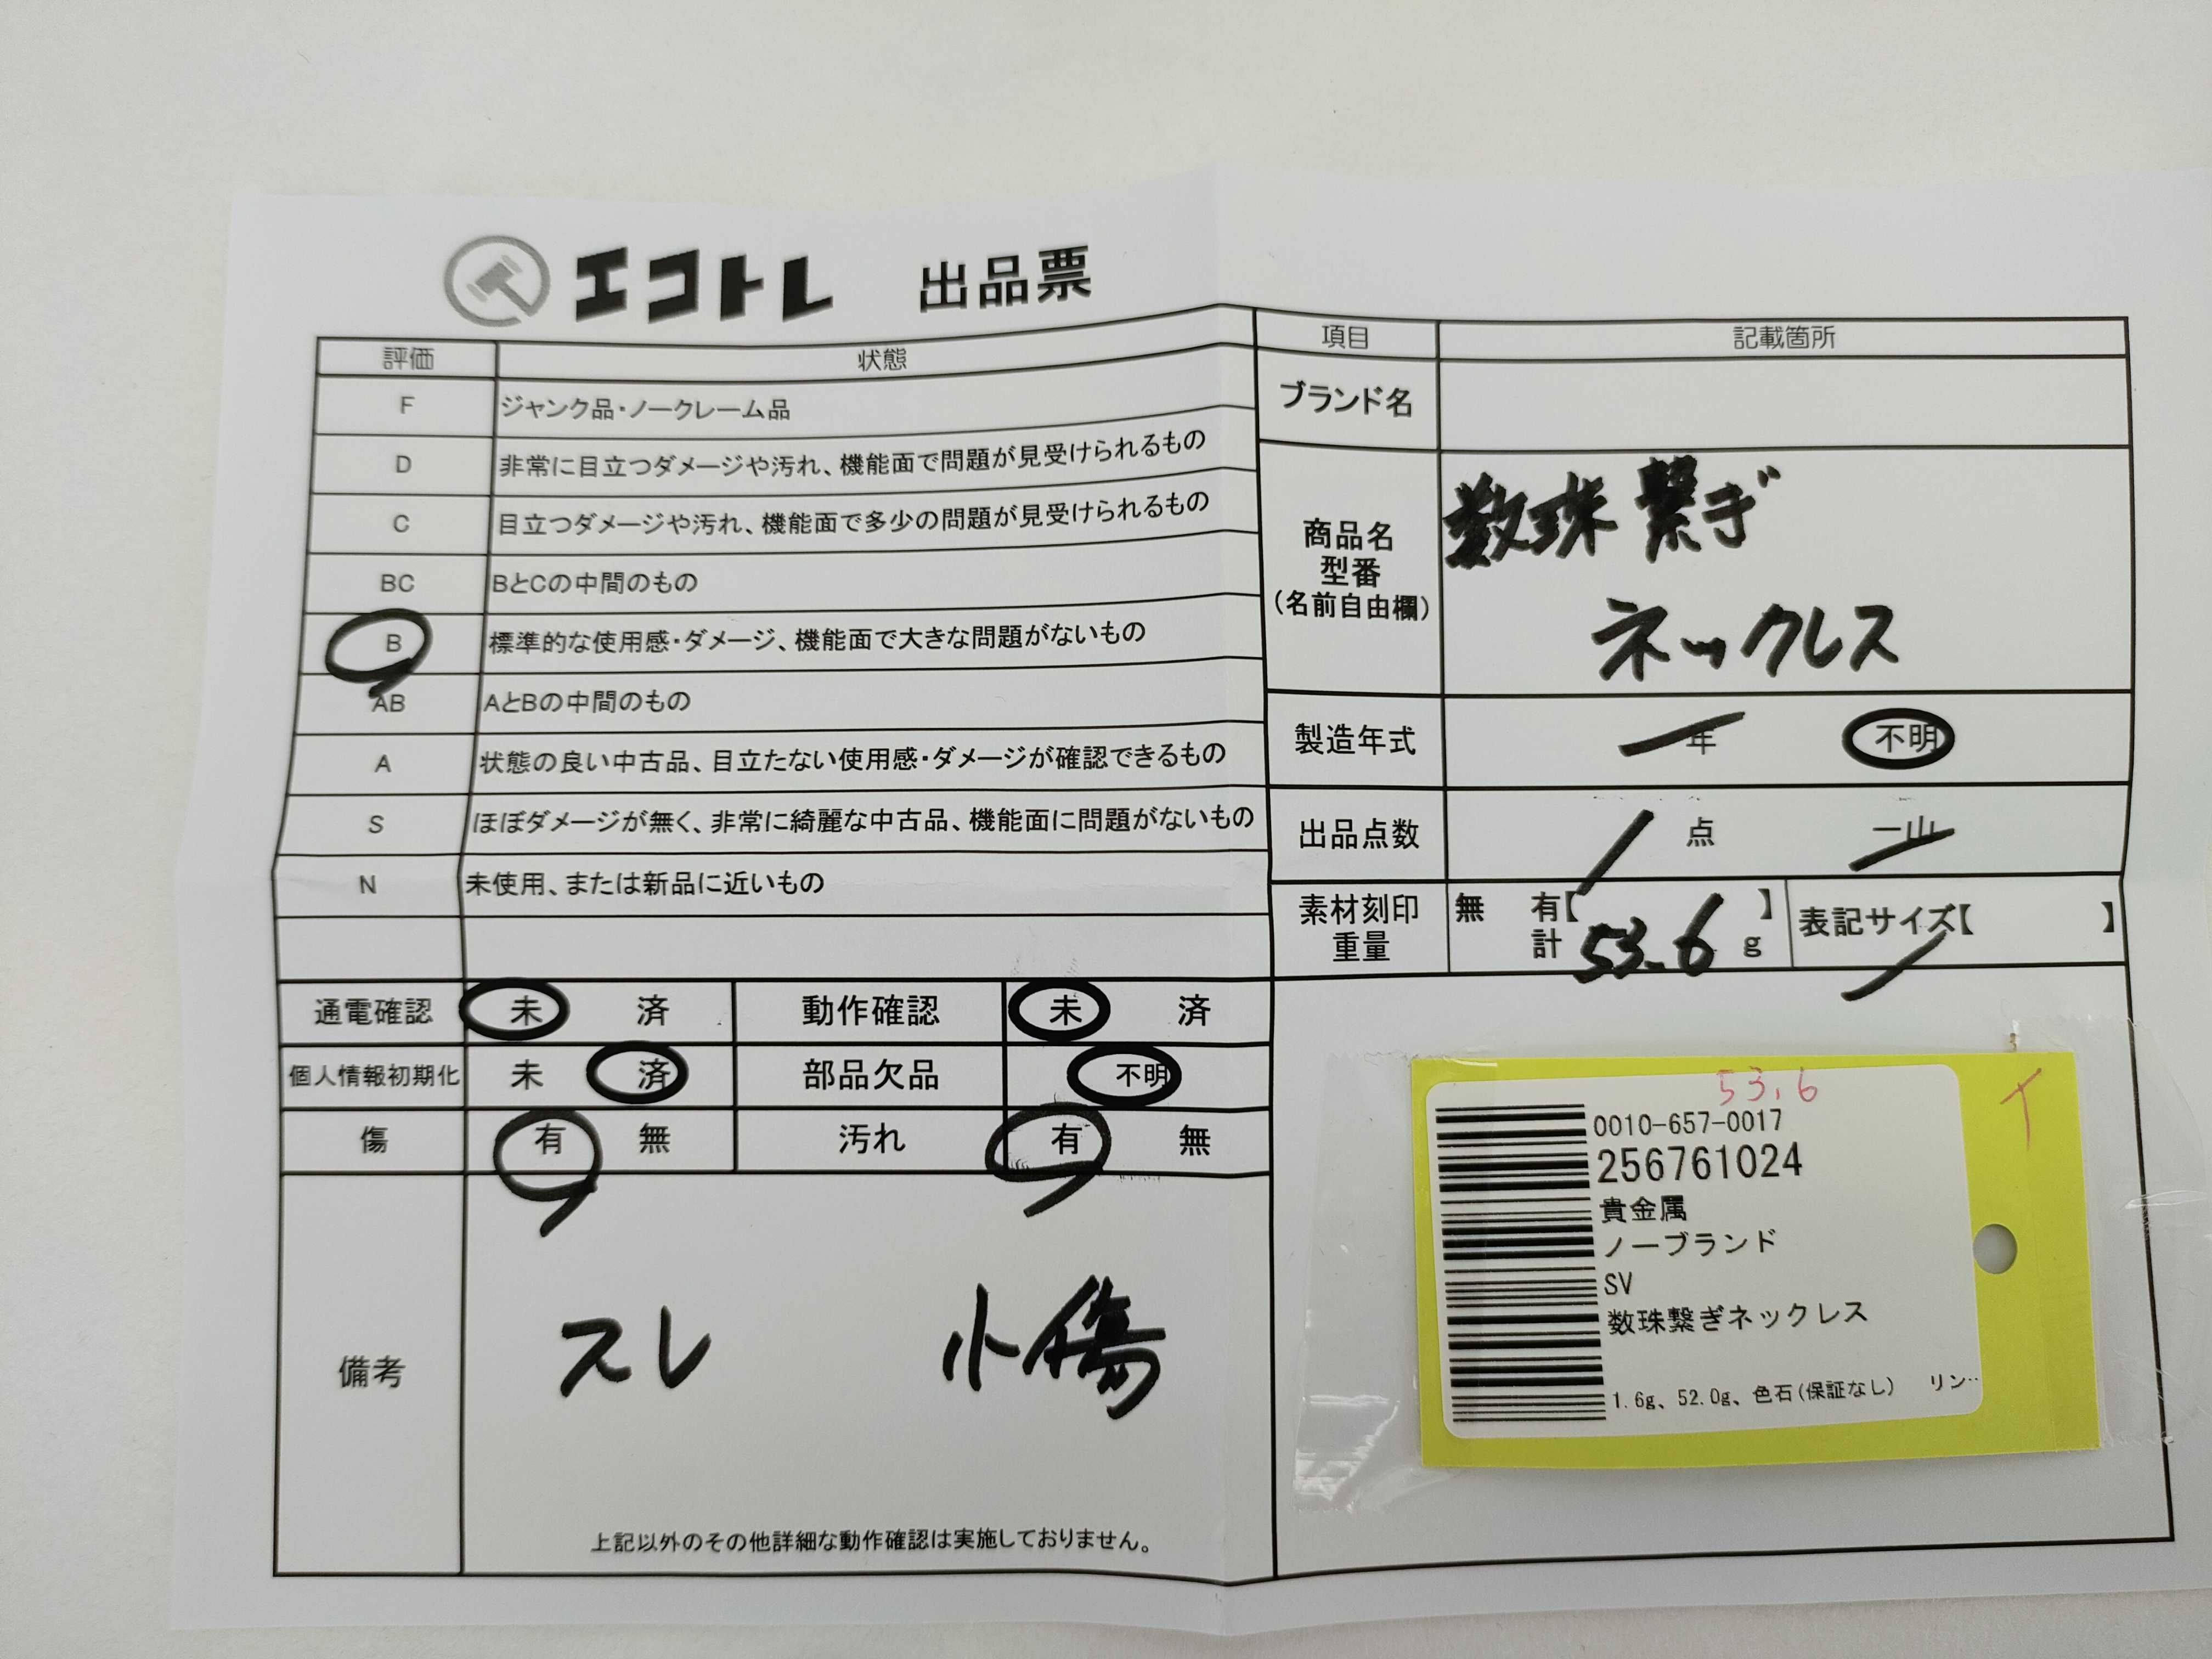 エコトレ 出品票
評価 状態
F ジャンク品・ノークレーム品
D 非常に目立つダメージや汚れ、機能面で問題が見受けられるもの
C 目立つダメージや汚れ、機能面で多少の問題が見受けられるもの
BC BとCの中間のもの
B 標準的な使用感・ダメージ、機能面で大きな問題がないもの
AB AとBの中間のもの
A 状態の良い中古品、目立たない使用感・ダメージが確認できるもの
S ほぼダメージが無く、非常に綺麗な中古品、機能面に問題がないもの
N 未使用、または新品に近いもの
通電確認 未 済 動作確認 未 済
個人情報初期化 未 済 部品欠品 不明
傷 有 無 汚れ 有 無
備考 スレ 小傷
上記以外のその他詳細な動作確認は実施しておりません。
項目 記載箇所
ブランド名
商品名
型番
(名前自由欄)
数珠繋ぎ
ネックレス
製造年式 年 不明
出品点数 点 一山
素材刻印 無 有【 】 表記サイズ【 】
重量 計 53.6 g
53.6
0010-657-0017
256761024
貴金属
ノーブランド
SV
数珠繋ぎネックレス
1.6g、52.0g、色石(保証なし) リン‥